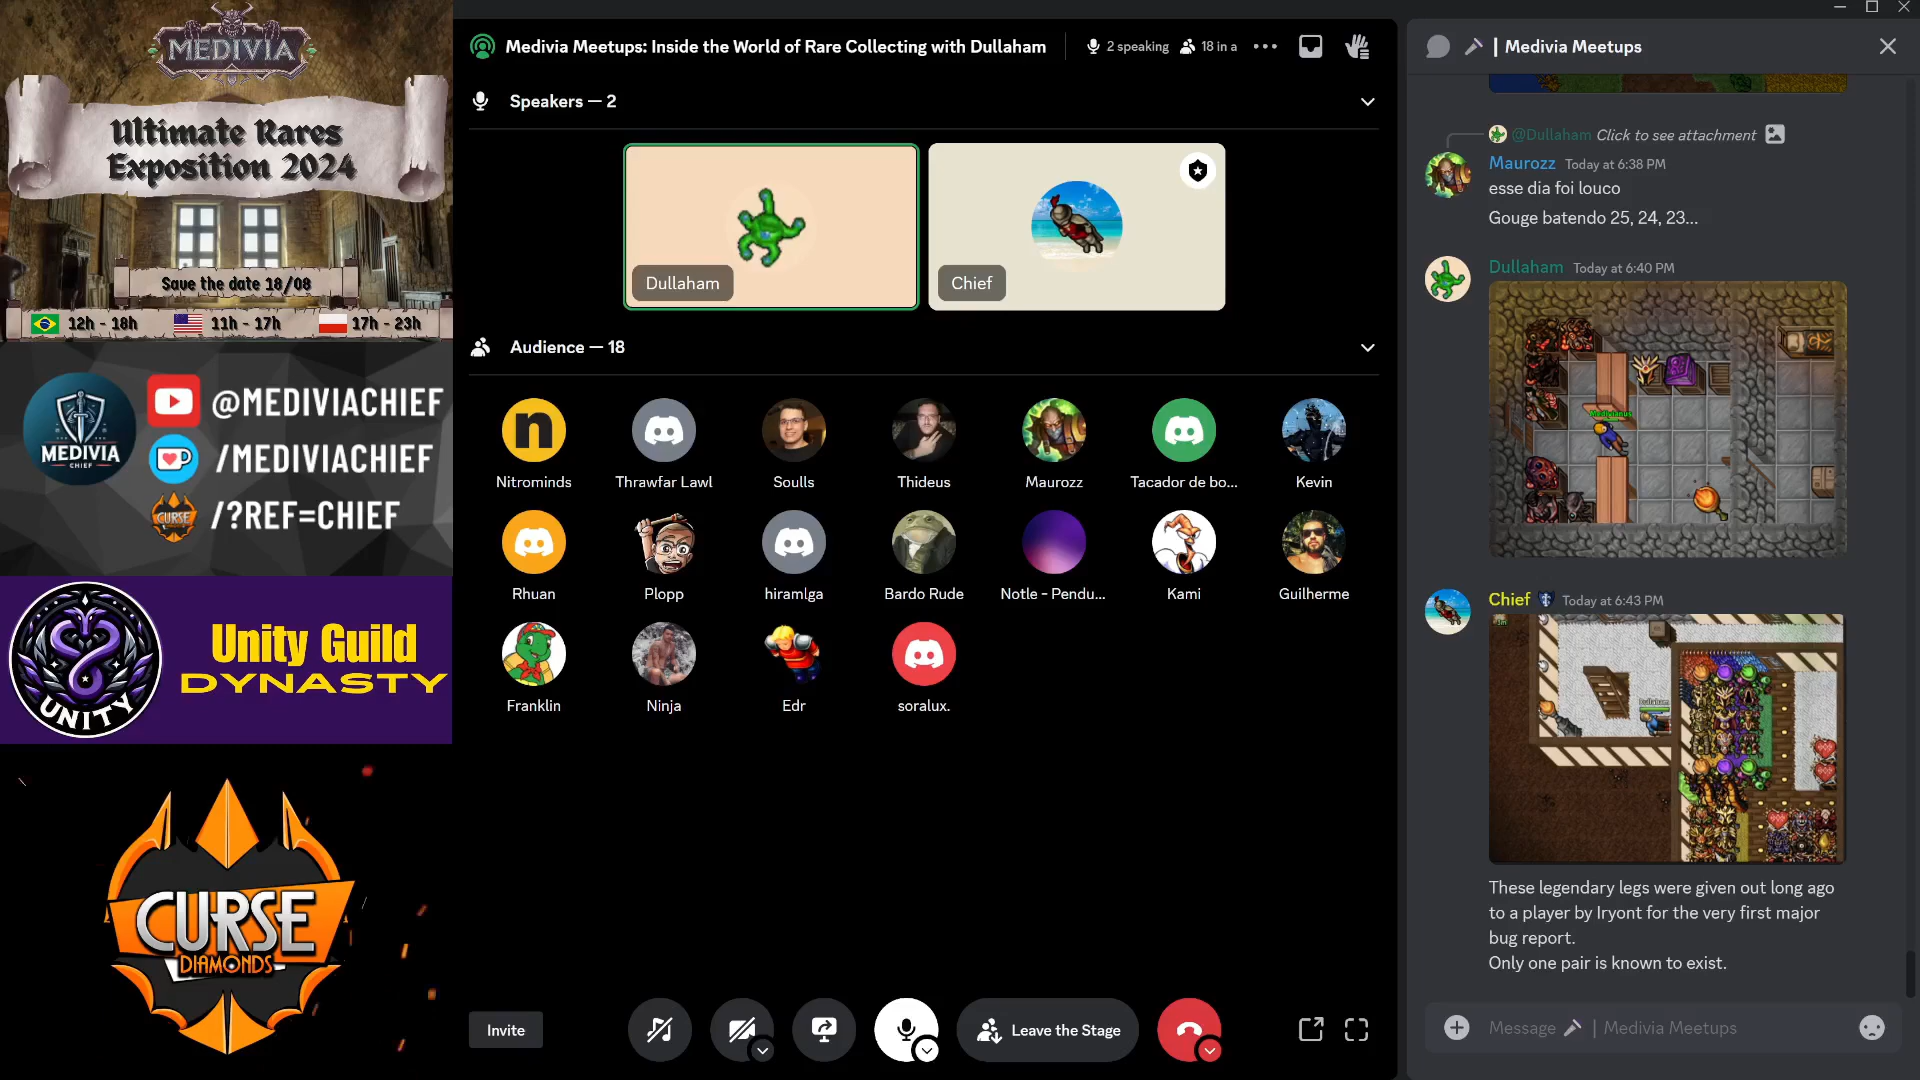 MEDIVIA
Ultimate Rares
Exposition 2024
Save the date 18/08
12h - 18h
11h - 17h
17h - 23h
MEDIVIA
CHIEF
@MEDIVIACHIEF
/MEDIVIACHIEF
CURSE
/?REF=CHIEF
UNITY
Unity Guild
DYNASTY
CURSE
DIAMONDS
Medivia Meetups: Inside the World of Rare Collecting with Dullaham
2 speaking
18 in a
Speakers — 2
Dullaham
Chief
Audience — 18
n
Nitrominds
Thrawfar Lawl
Soulls
Thideus
Maurozz
Tacador de bo...
Kevin
Rhuan
Plopp
hiramlga
Bardo Rude
Notle - Pendu...
Kami
Guilherme
Franklin
Ninja
Edr
soralux.
Invite
Leave the Stage
| Medivia Meetups
@Dullaham Click to see attachment
Maurozz Today at 6:38 PM
esse dia foi louco
Gouge batendo 25, 24, 23...
Dullaham Today at 6:40 PM
Medivianus
Chief Today at 6:43 PM
Dullaham
These legendary legs were given out long ago
to a player by Iryont for the very first major
bug report.
Only one pair is known to exist.
Message | Medivia Meetups